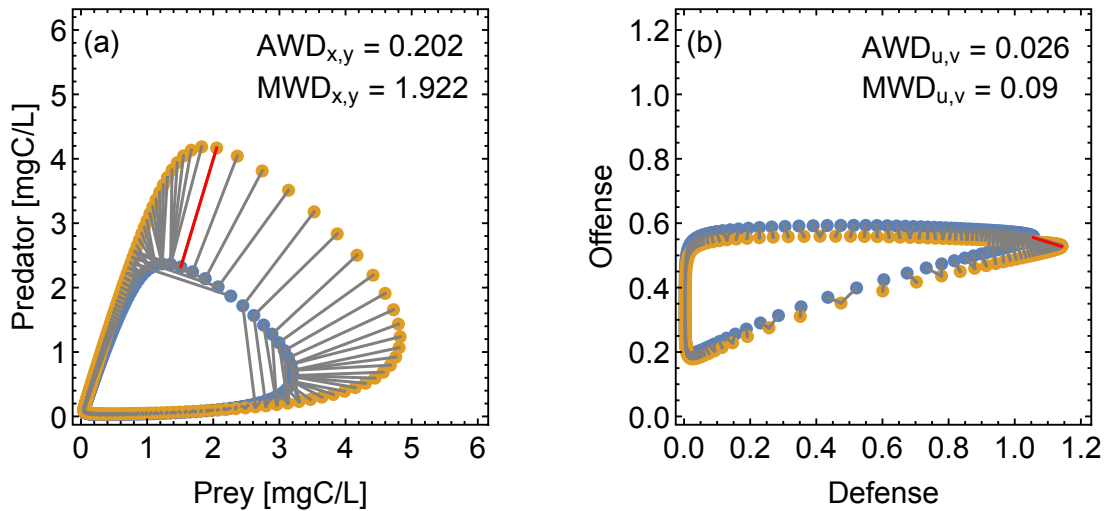 (a)
AWDx,y = 0.202
MWDx,y = 1.922
Predator [mgC/L]
6
5
4
3
2
1
0
0 1 2 3 4 5 6
Prey [mgC/L]
(b)
AWDu,v = 0.026
MWDu,v = 0.09
Offense
1.2
1.0
0.8
0.6
0.4
0.2
0.0
0.0 0.2 0.4 0.6 0.8 1.0 1.2
Defense